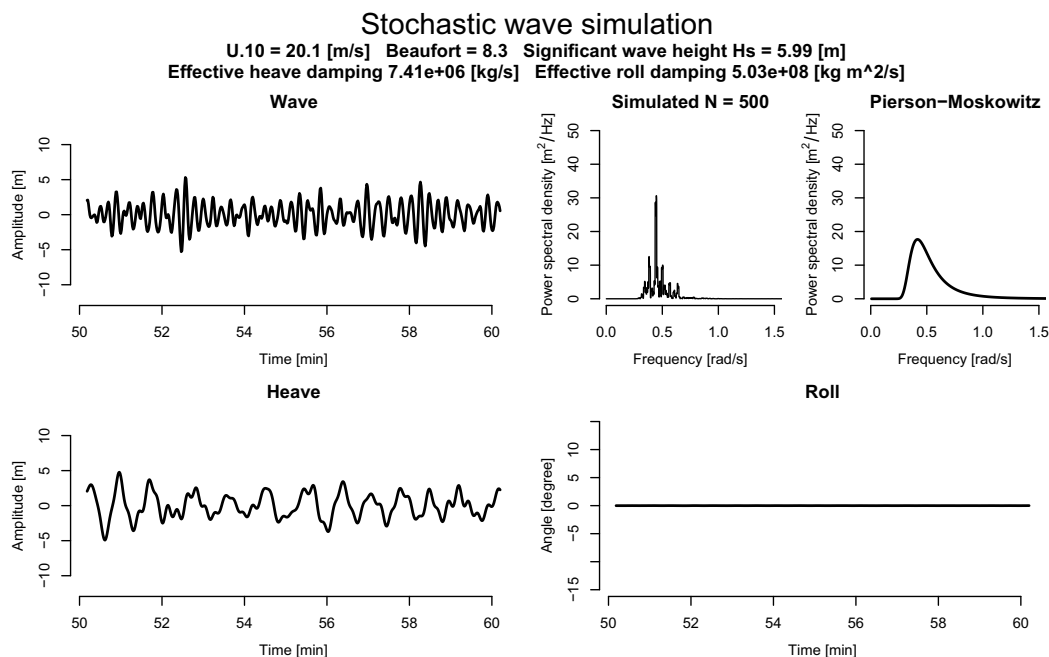 Stochastic wave simulation
U.10 = 20.1 [m/s]   Beaufort = 8.3   Significant wave height Hs = 5.99 [m]
Effective heave damping 7.41e+06 [kg/s]   Effective roll damping 5.03e+08 [kg m^2/s]
Wave
Amplitude [m]
10
5
0
−5
−10
50 52 54 56 58 60
Time [min]
Simulated N = 500
Power spectral density [m²/Hz]
50
40
30
20
10
0
0.0 0.5 1.0 1.5
Frequency [rad/s]
Pierson−Moskowitz
Power spectral density [m²/Hz]
50
40
30
20
10
0
0.0 0.5 1.0 1.5
Frequency [rad/s]
Heave
Amplitude [m]
10
5
0
−5
−10
50 52 54 56 58 60
Time [min]
Roll
Angle [degree]
10
5
0
−5
−15
50 52 54 56 58 60
Time [min]